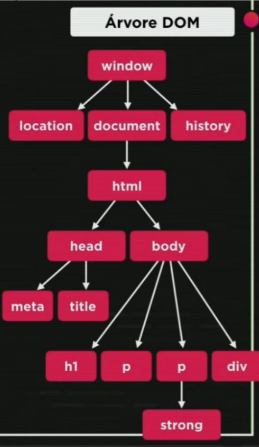 Árvore DOM
window
location document history
html
head body
meta title
h1 p p div
strong